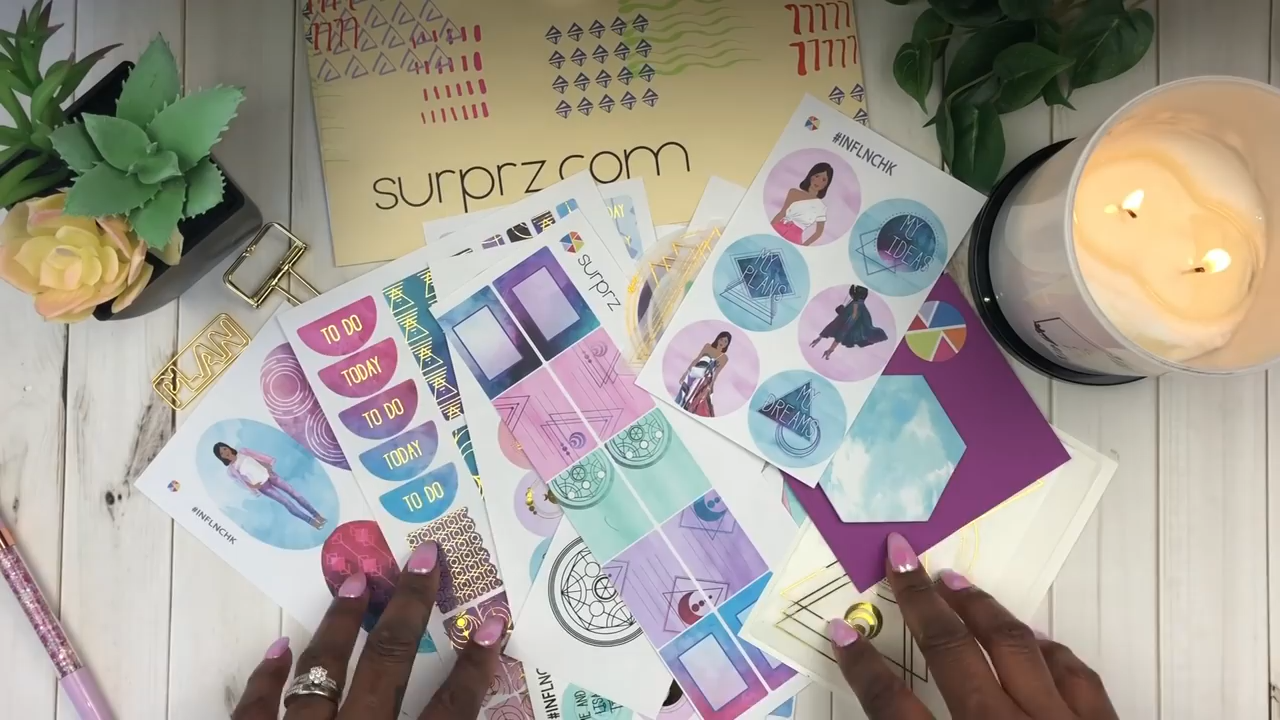 surprz.com
#INFLNCHK
MY
IDEAS
MY
PLANS
MY
DREAMS
surprz
PLAN
TO DO
TODAY
TO DO
TODAY
TO DO
#INFLNCHK